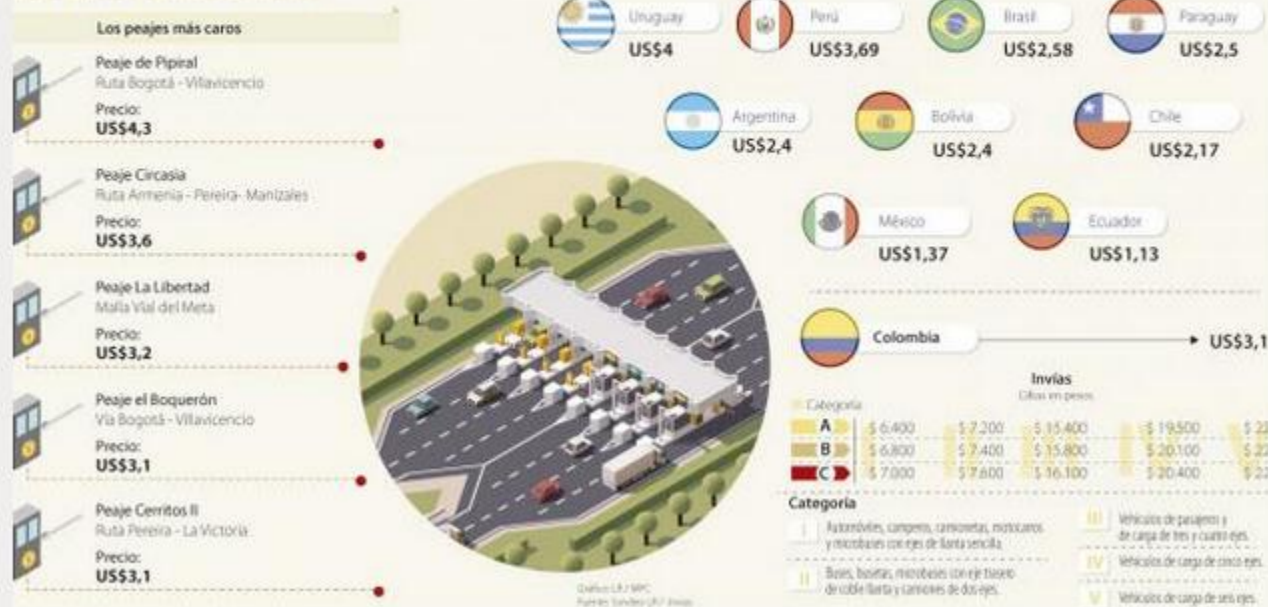 Los peajes más caros
Peaje de Pipiral
Ruta Bogotá - Villavicencio
Precio:
US$4,3
Peaje Circasia
Ruta Armenia - Pereira- Manizales
Precio:
US$3,6
Peaje La Libertad
Malla Vial del Meta
Precio:
US$3,2
Peaje el Boquerón
Vía Bogotá - Villavicencio
Precio:
US$3,1
Peaje Cerritos II
Ruta Pereira - La Victoria
Precio:
US$3,1
Uruguay
US$4
Perú
US$3,69
Brasil
US$2,58
Paraguay
US$2,5
Argentina
US$2,4
Bolivia
US$2,4
Chile
US$2,17
México
US$1,37
Ecuador
US$1,13
Colombia
US$3,1
Invías
Cifras en pesos
Categoría
A $ 6.400 $ 7.200 $ 15.400 $ 19.500 $ 22
B $ 6.800 $ 7.400 $ 15.800 $ 20.100 $ 22
C $ 7.000 $ 7.600 $ 16.100 $ 20.400 $ 22
Categoría
I Automóviles, camperos, camionetas, motocarros
y microbuses con ejes de llanta sencilla
II Buses, busetas, microbuses con eje trasero
de doble llanta y camiones de dos ejes.
III Vehículos de pasajeros y
de carga de tres y cuatro ejes.
IV Vehículos de carga de cinco ejes.
V Vehículos de carga de seis ejes.
Gráfico: LR /
Fuente: Sondeo LR /